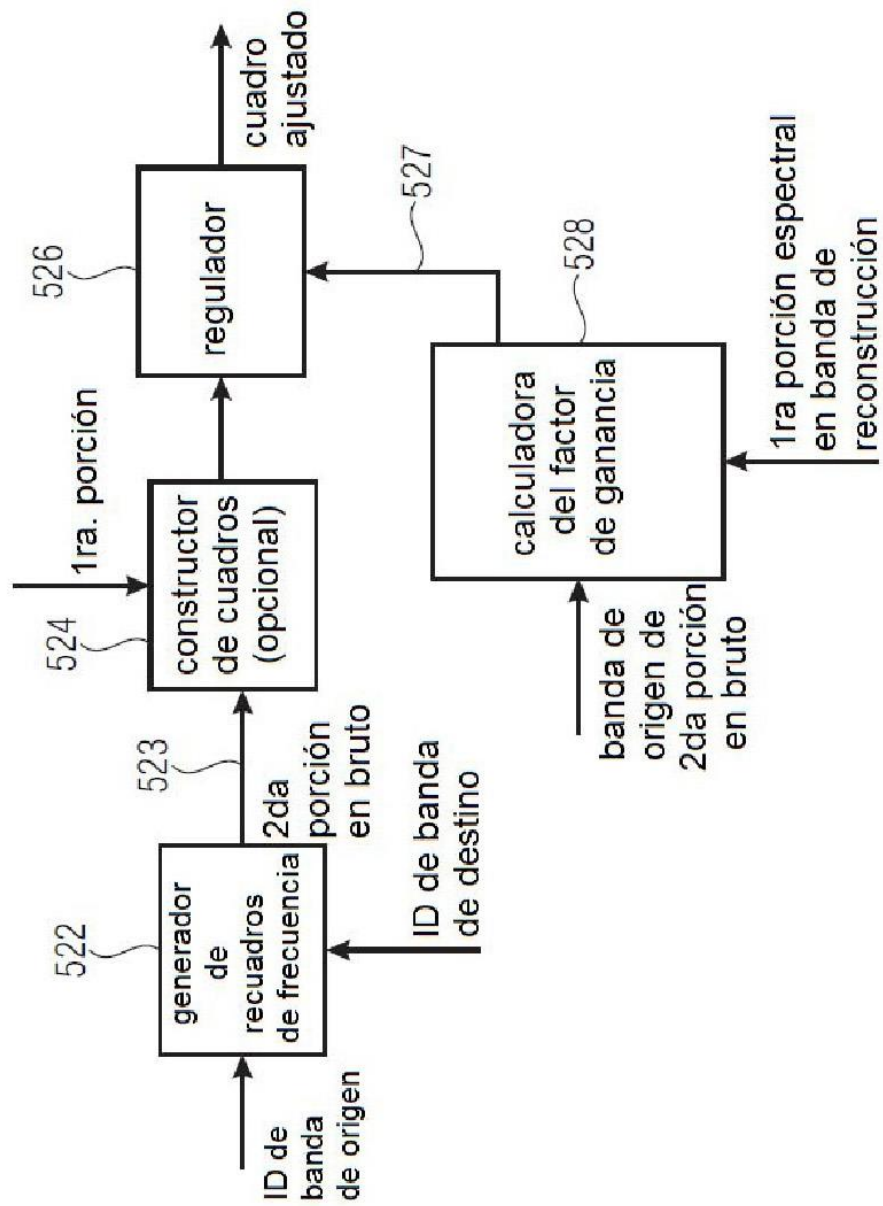 ID de
banda
de origen
522
generador
de
recuadros
de frecuencia
ID de banda
de destino
523
2da
porción
en bruto
524
1ra. porción
constructor
de cuadros
(opcional)
526
regulador
cuadro
ajustado
527
banda de
origen de
2da porción
en bruto
528
calculadora
del factor
de ganancia
1ra porción espectral
en banda de
reconstrucción